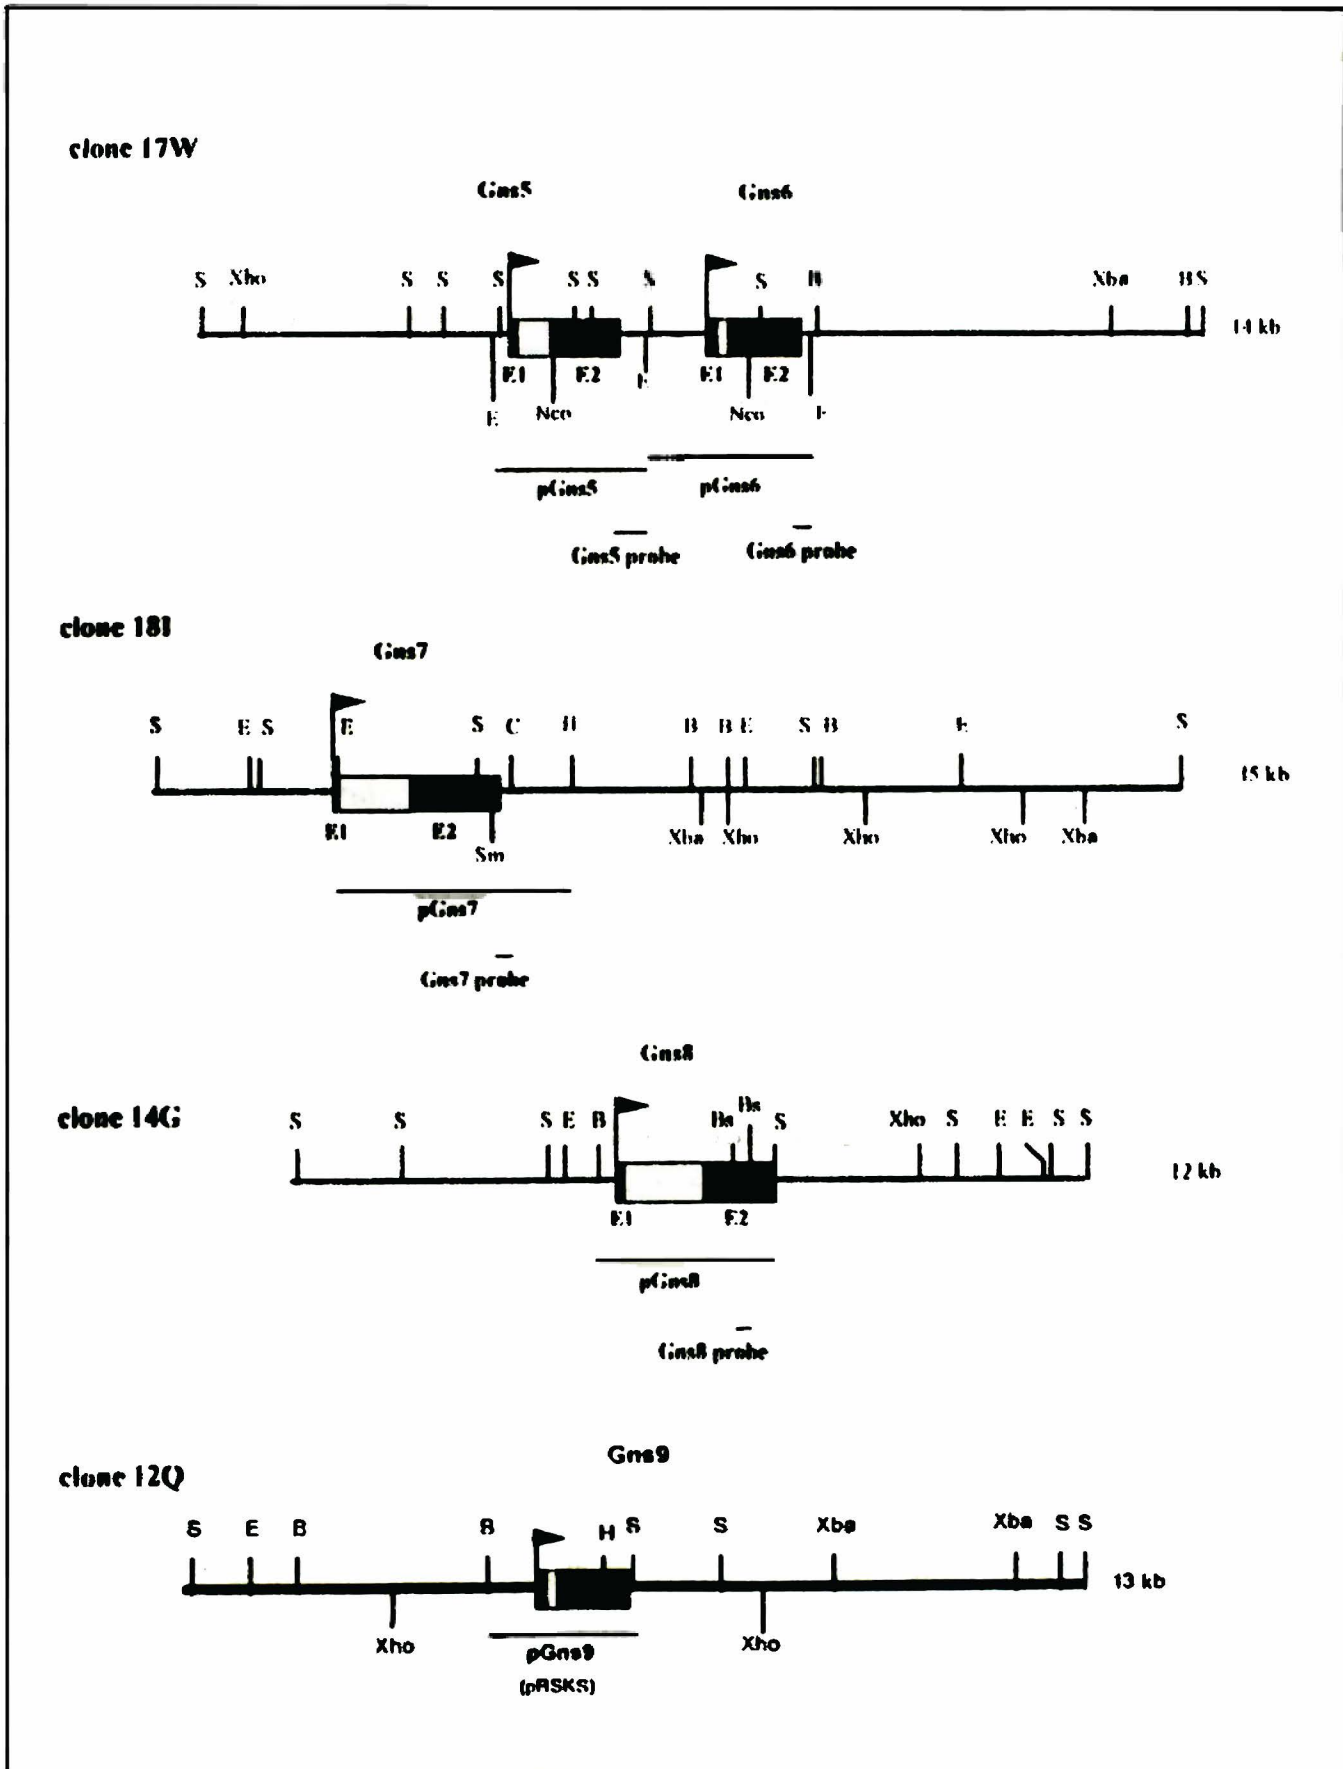 clone 17W
Gns5 Gns6
S Xho S S S S S S B Xba B S
14 kb
E1 E2 E E1 E2
E Nco Nco E
pGns5 pGns6
Gns5 probe Gns6 probe
clone 18I
Gns7
S E S E S C B B E S B E S
15 kb
E1 E2
Sm Xba Xho Xho Xho Xba
pGns7
Gns7 probe
Gns8
clone 14G
S S S E B Bs Bs S Xho S E E S S
12 kb
E1 E2
pGns8
Gns8 probe
Gns9
clone 12Q
S E B H S S Xba Xba S S
13 kb
Xho Xho
pGns9